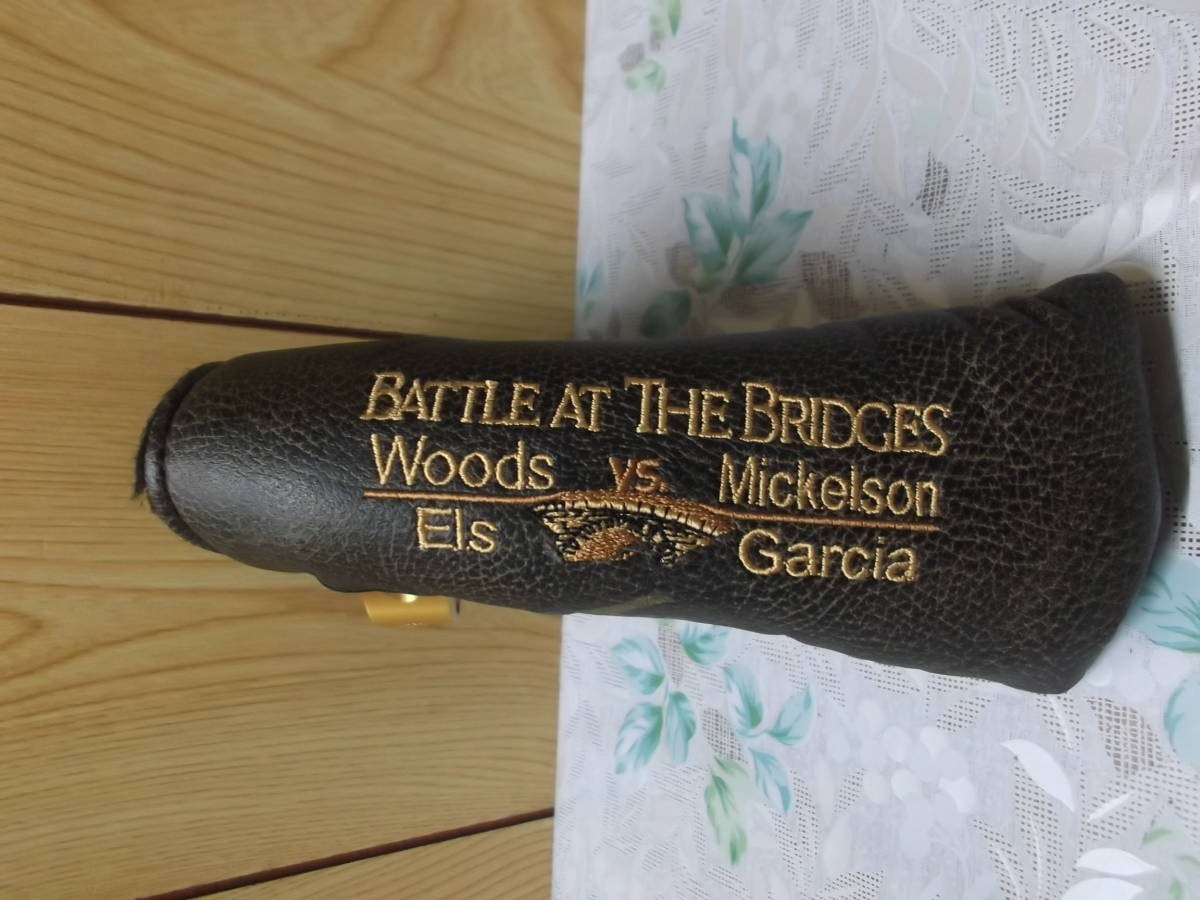 BATTLE AT THE BRIDGES
Woods vs. Mickelson
Els Garcia